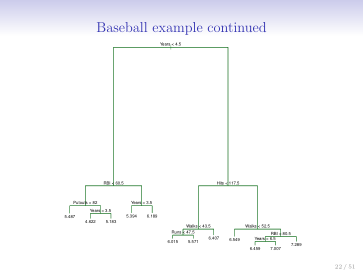 Baseball example continued
Years < 4.5
RBI < 60.5
Hits < 117.5
Putouts < 82
Years < 3.5
Years < 3.5
5.487
4.622
5.183
5.394
6.189
Walks < 43.5
Walks < 52.5
Runs < 47.5
RBI < 80.5
Years < 6.5
6.407
6.015
5.571
6.549
7.289
6.459
7.007
22 / 51